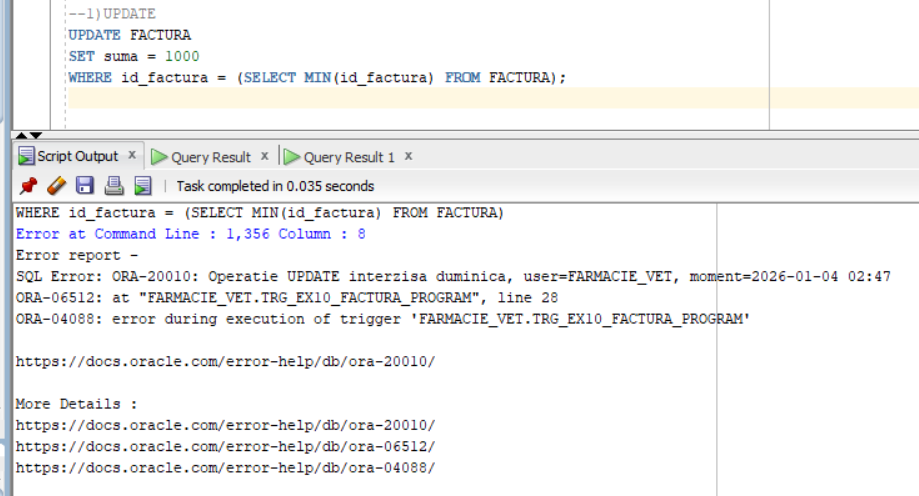 --1)UPDATE
UPDATE FACTURA
SET suma = 1000
WHERE id_factura = (SELECT MIN(id_factura) FROM FACTURA);
Script Output x Query Result x Query Result 1 x
Task completed in 0.035 seconds
WHERE id_factura = (SELECT MIN(id_factura) FROM FACTURA)
Error at Command Line : 1,356 Column : 8
Error report -
SQL Error: ORA-20010: Operatie UPDATE interzisa duminica, user=FARMACIE_VET, moment=2026-01-04 02:47
ORA-06512: at "FARMACIE_VET.TRG_EX10_FACTURA_PROGRAM", line 28
ORA-04088: error during execution of trigger 'FARMACIE_VET.TRG_EX10_FACTURA_PROGRAM'
https://docs.oracle.com/error-help/db/ora-20010/
More Details :
https://docs.oracle.com/error-help/db/ora-20010/
https://docs.oracle.com/error-help/db/ora-06512/
https://docs.oracle.com/error-help/db/ora-04088/